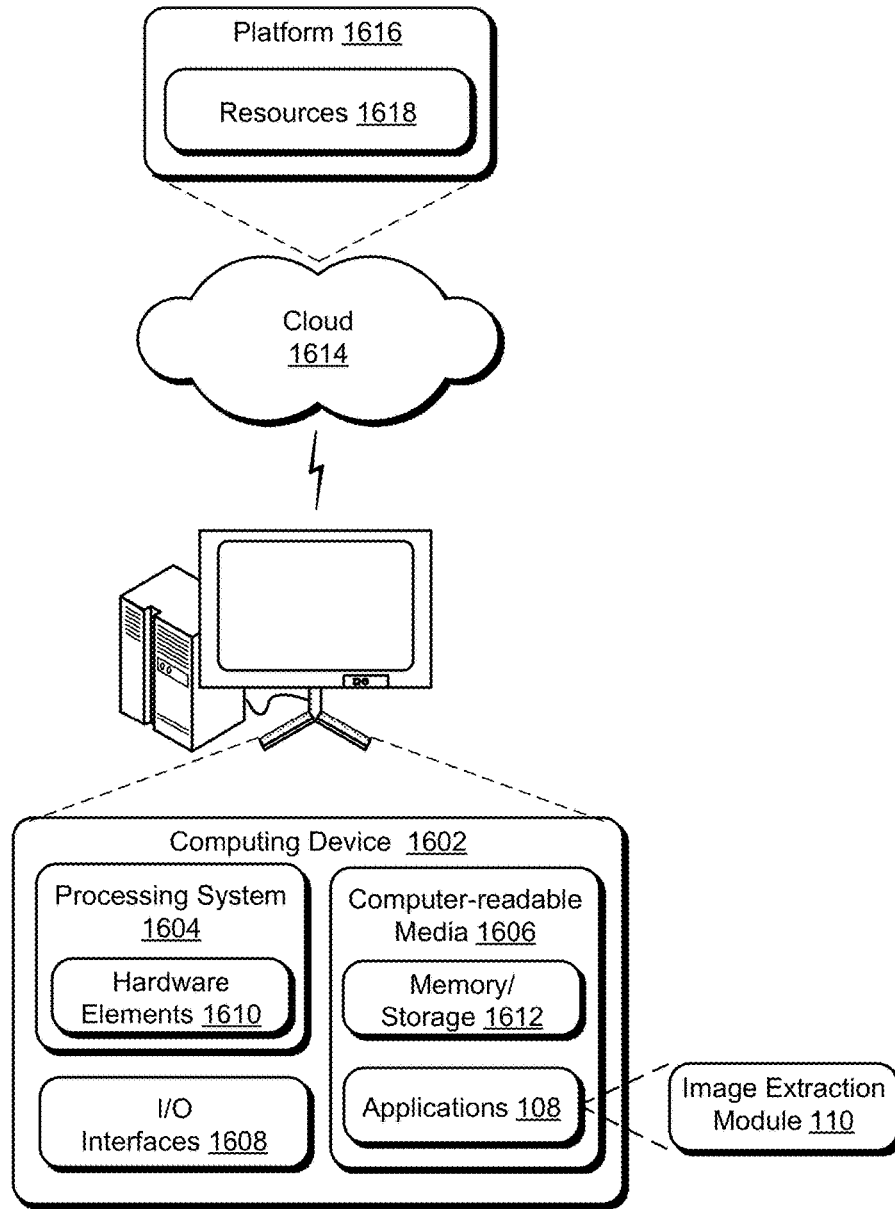 Platform 1616
Resources 1618
Cloud
1614
Computing Device 1602
Processing System
1604
Hardware
Elements 1610
I/O
Interfaces 1608
Computer-readable
Media 1606
Memory/
Storage 1612
Applications 108
Image Extraction
Module 110